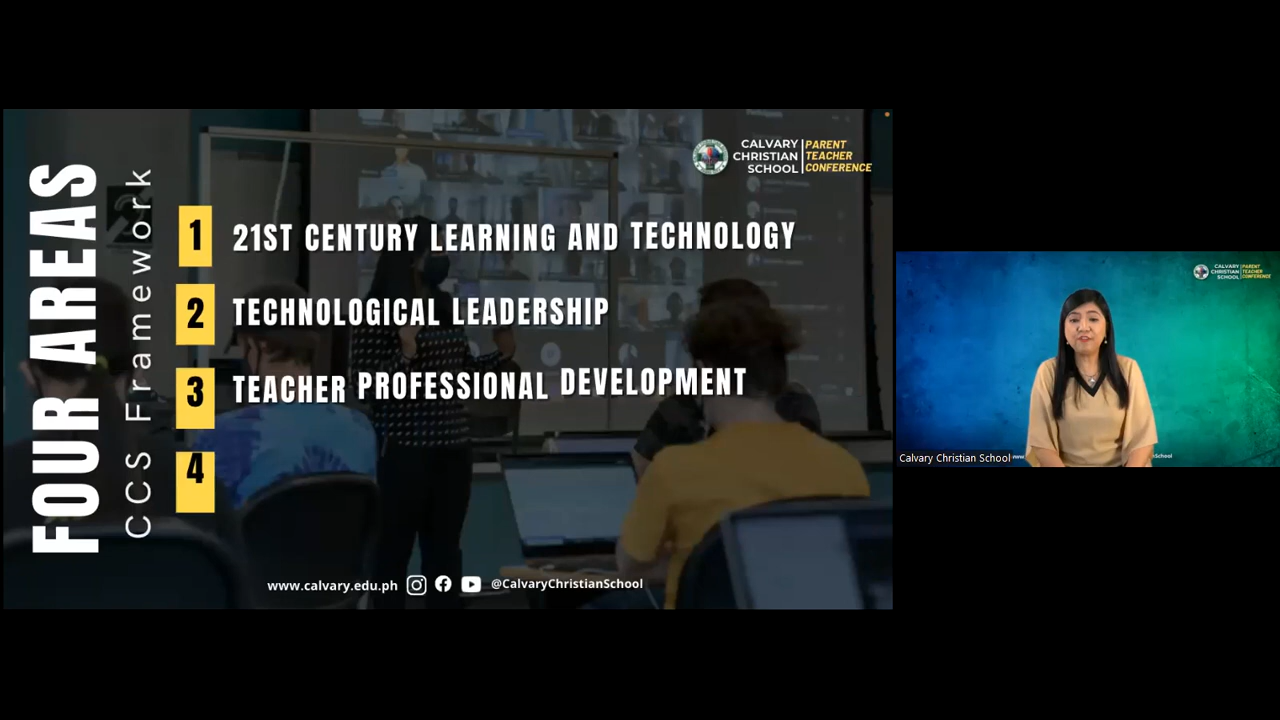 FOUR AREAS
CCS Framework
CALVARY
CHRISTIAN
SCHOOL
PARENT
TEACHER
CONFERENCE
1 21ST CENTURY LEARNING AND TECHNOLOGY
2 TECHNOLOGICAL LEADERSHIP
3 TEACHER PROFESSIONAL DEVELOPMENT
4
www.calvary.edu.ph @CalvaryChristianSchool
CALVARY
CHRISTIAN
SCHOOL
PARENT
TEACHER
CONFERENCE
Calvary Christian School